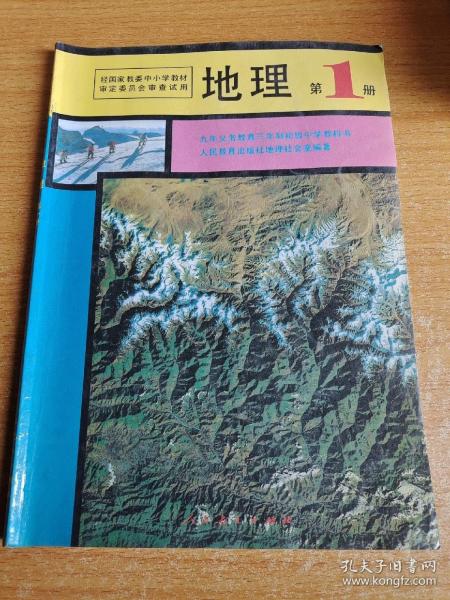 经国家教委中小学教材
审定委员会审查试用
地理 第1册
九年义务教育三年制初级中学教科书
人民教育出版社地理社会室编著
人民教育出版社
孔夫子旧书网
www.kongfz.com